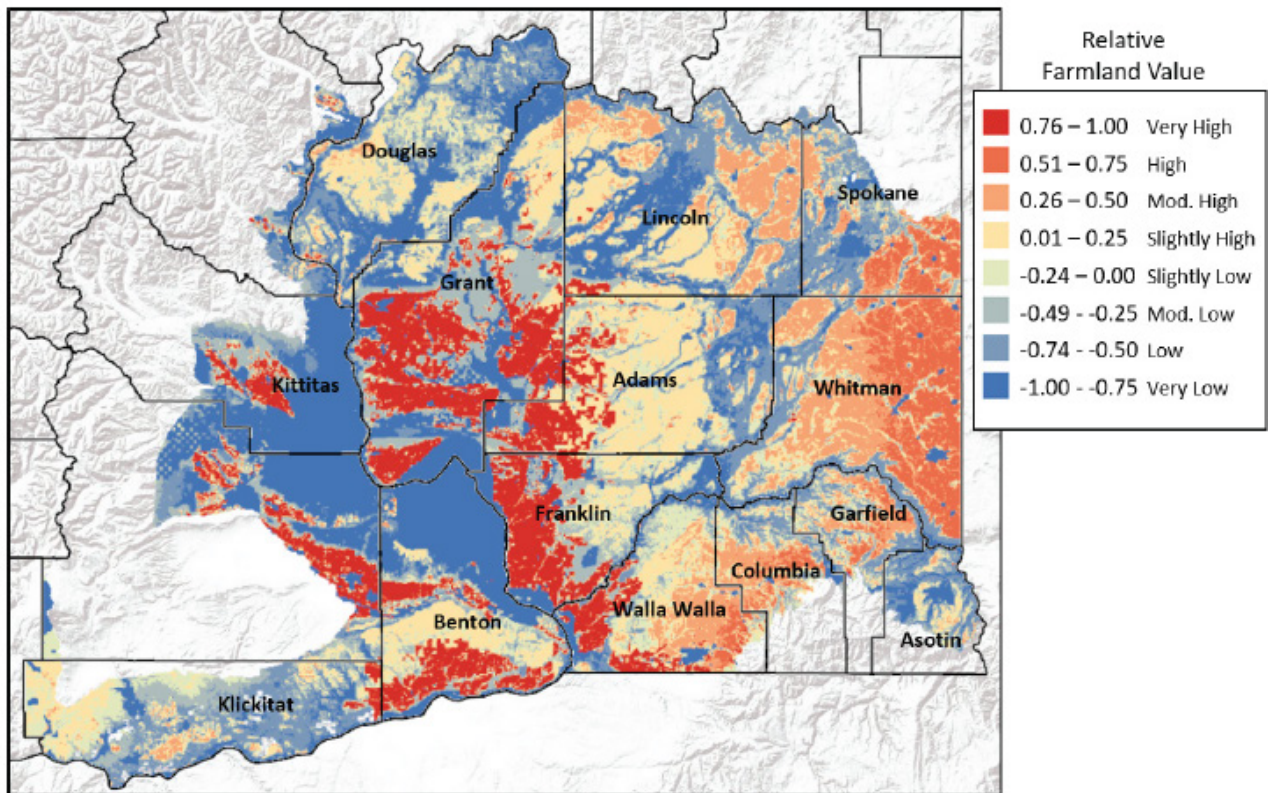 Relative
Farmland Value
0.76 – 1.00 Very High
0.51 – 0.75 High
0.26 – 0.50 Mod. High
0.01 – 0.25 Slightly High
-0.24 – 0.00 Slightly Low
-0.49 - -0.25 Mod. Low
-0.74 - -0.50 Low
-1.00 - -0.75 Very Low
Douglas
Spokane
Lincoln
Grant
Kittitas
Adams
Whitman
Franklin
Garfield
Columbia
Walla Walla
Benton
Asotin
Klickitat